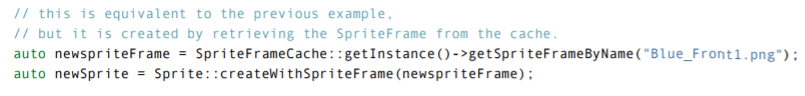 // this is equivalent to the previous example,
// but it is created by retrieving the SpriteFrame from the cache.
auto newspriteFrame = SpriteFrameCache::getInstance()->getSpriteFrameByName("Blue_Front1.png");
auto newSprite = Sprite::createWithSpriteFrame(newspriteFrame);